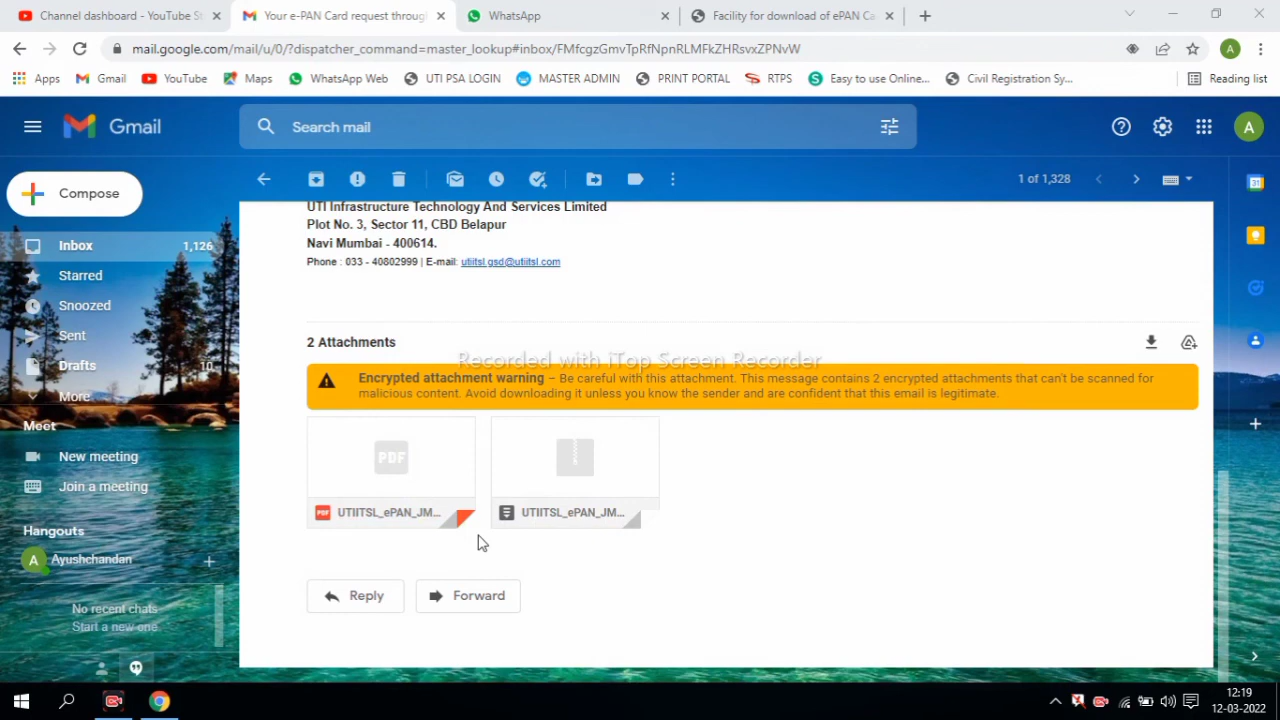 Channel dashboard - YouTube St
Your e-PAN Card request through
WhatsApp
Facility for download of ePAN Ca
mail.google.com/mail/u/0/?dispatcher_command=master_lookup#inbox/FMfcgzGmvTpRfNpnRLMFkZHRsvxZPNvW
A
Apps
Gmail
YouTube
Maps
WhatsApp Web
UTI PSA LOGIN
MASTER ADMIN
PRINT PORTAL
RTPS
Easy to use Online...
Civil Registration Sy...
Reading list
Gmail
Search mail
A
Compose
1 of 1,328
Inbox 1,126
Starred
Snoozed
Sent
Drafts 10
More
Meet
New meeting
Join a meeting
Hangouts
A Ayushchandan
No recent chats
Start a new one
UTI Infrastructure Technology And Services Limited
Plot No. 3, Sector 11, CBD Belapur
Navi Mumbai - 400614.
Phone : 033 - 40802999 | E-mail: utiitsl.gsd@utiitsl.com
2 Attachments
Recorded with iTop Screen Recorder
Encrypted attachment warning – Be careful with this attachment. This message contains 2 encrypted attachments that can't be scanned for
malicious content. Avoid downloading it unless you know the sender and are confident that this email is legitimate.
PDF
PDF UTIITSL_ePAN_JM...
UTIITSL_ePAN_JM...
Reply
Forward
12:19
12-03-2022